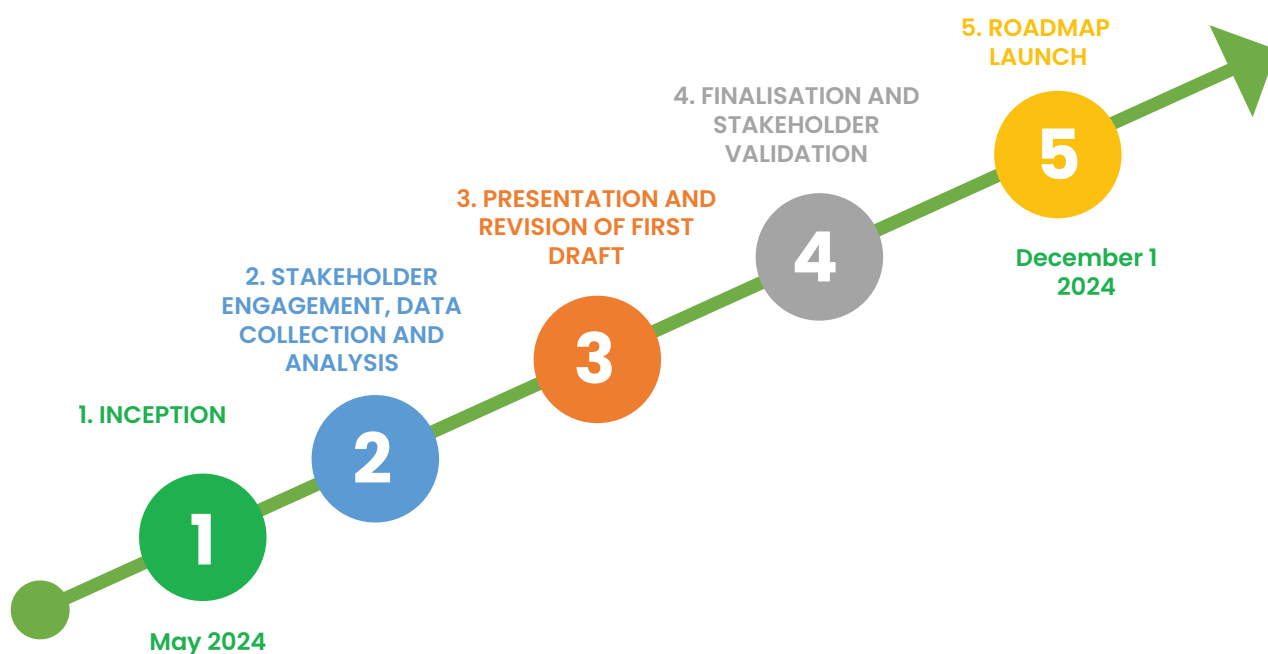 1. INCEPTION
1
May 2024
2. STAKEHOLDER
ENGAGEMENT, DATA
COLLECTION AND
ANALYSIS
2
3. PRESENTATION AND
REVISION OF FIRST
DRAFT
3
4. FINALISATION AND
STAKEHOLDER
VALIDATION
4
5. ROADMAP
LAUNCH
5
December 1
2024